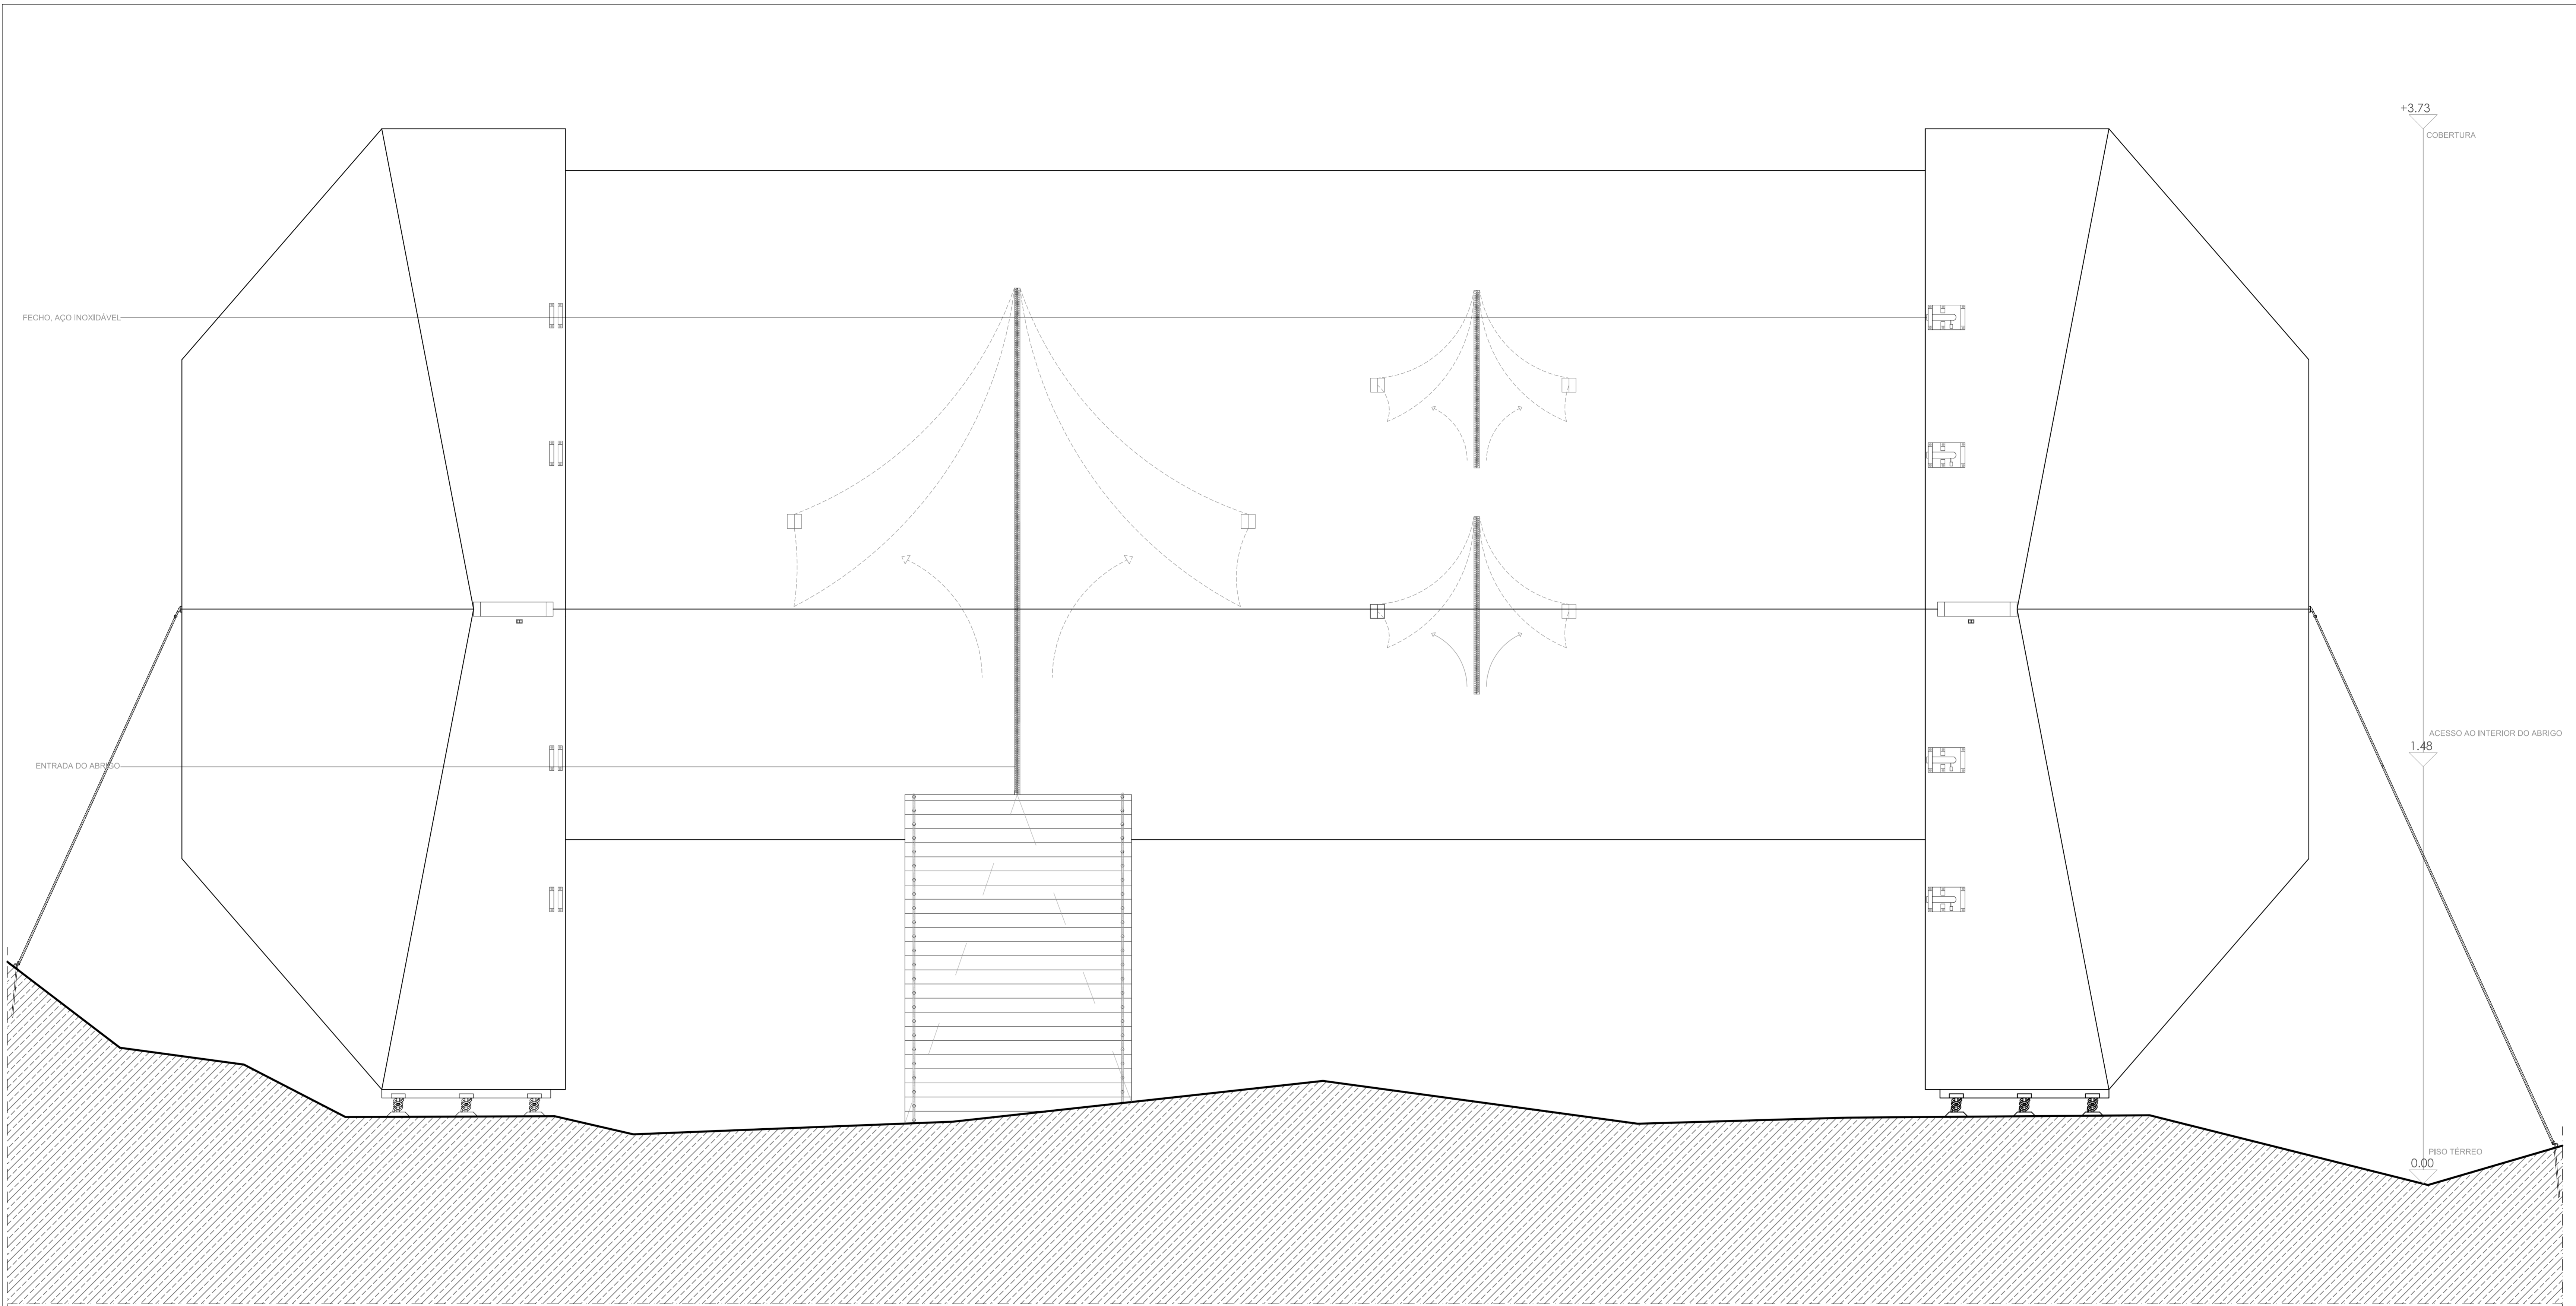 +3.73
COBERTURA
FECHO, AÇO INOXIDÁVEL
ACESSO AO INTERIOR DO ABRIGO
1.48
ENTRADA DO ABRIGO
PISO TÉRREO
0.00